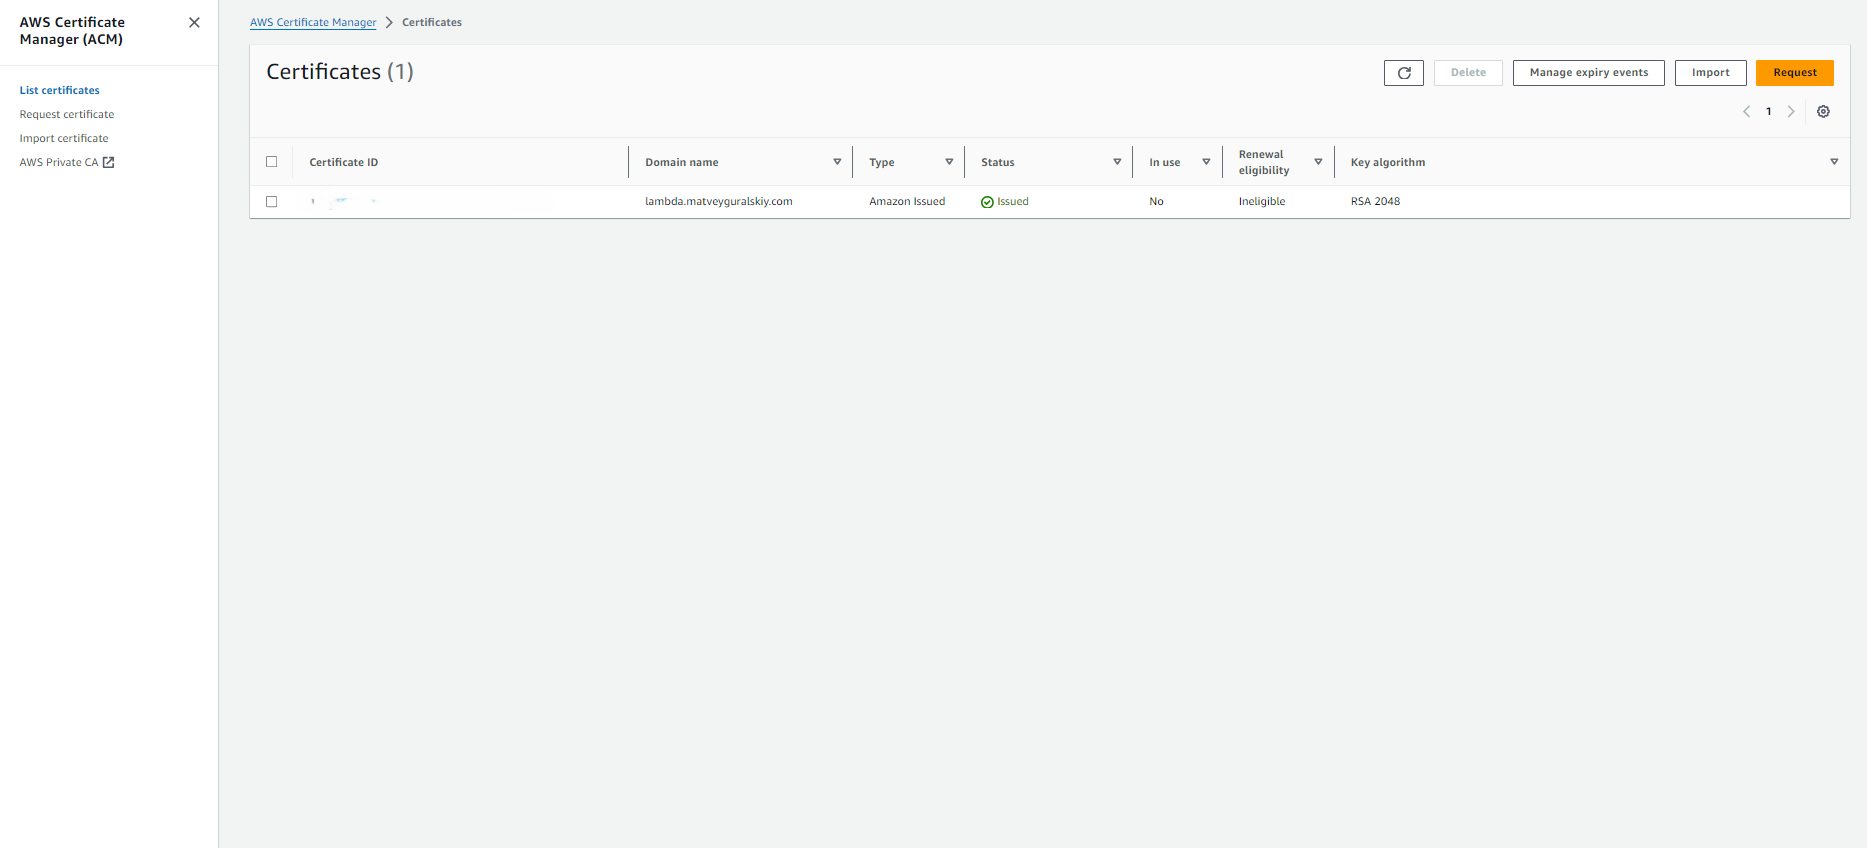 AWS Certificate
Manager (ACM)
List certificates
Request certificate
Import certificate
AWS Private CA
AWS Certificate Manager > Certificates
Certificates (1)
Delete
Manage expiry events
Import
Request
1
Certificate ID
Domain name
Type
Status
In use
Renewal
eligibility
Key algorithm
lambda.matveyguralskiy.com
Amazon Issued
Issued
No
Ineligible
RSA 2048